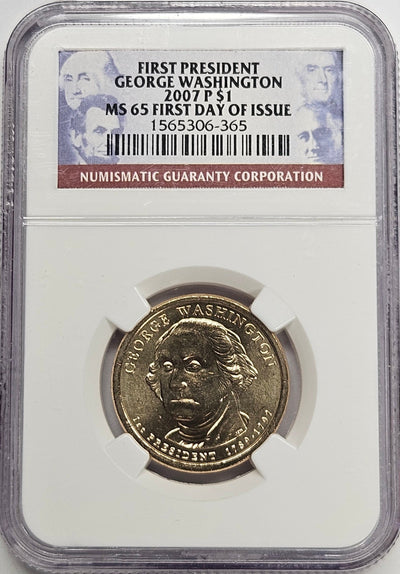 FIRST PRESIDENT
GEORGE WASHINGTON
2007 P $1
MS 65 FIRST DAY OF ISSUE
1565306-365
NUMISMATIC GUARANTY CORPORATION
GEORGE WASHINGTON
1st PRESIDENT 1789-1797